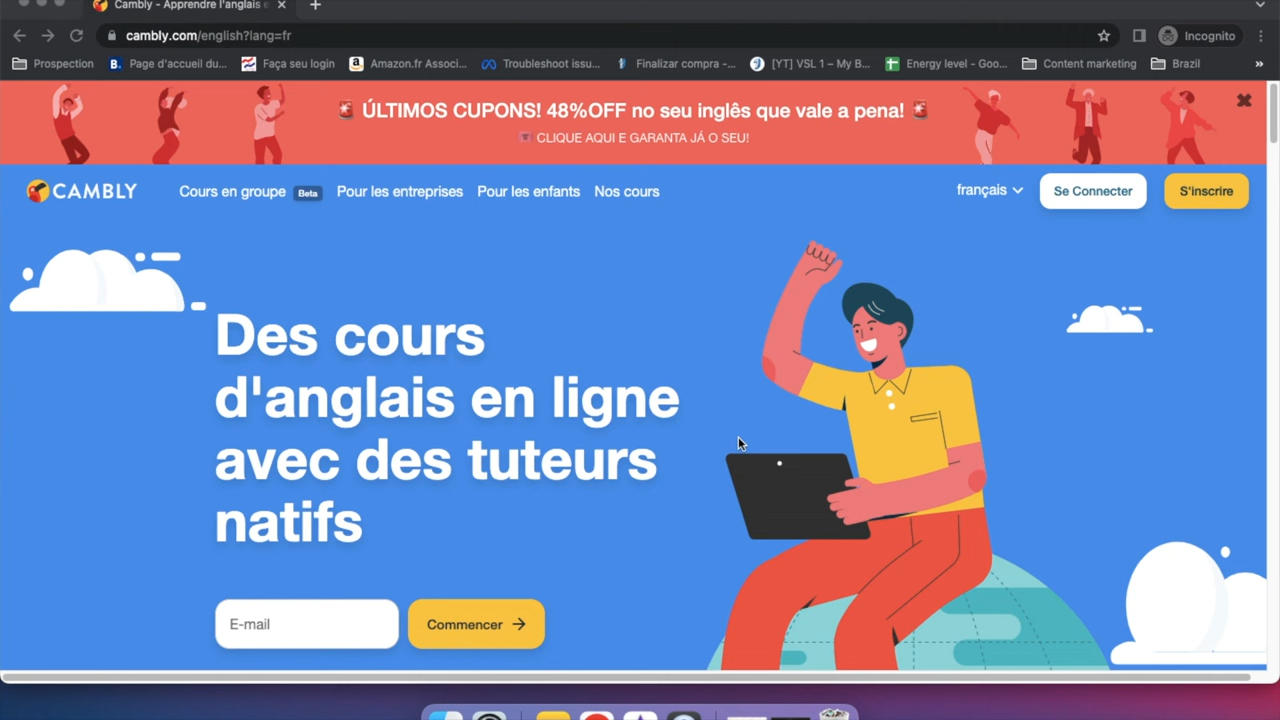 Cambly - Apprendre l'anglais e
cambly.com/english?lang=fr
Incognito
Prospection
B.
Page d'accueil du...
Faça seu login
a
Amazon.fr Associ...
Troubleshoot issu...
Finalizar compra -...
[YT] VSL 1 – My B...
Energy level - Goo...
Content marketing
Brazil
»
ÚLTIMOS CUPONS! 48%OFF no seu inglês que vale a pena!
CLIQUE AQUI E GARANTA JÁ O SEU!
CAMBLY
Cours en groupe
Beta
Pour les entreprises
Pour les enfants
Nos cours
français
Se Connecter
S'inscrire
Des cours
d'anglais en ligne
avec des tuteurs
natifs
E-mail
Commencer